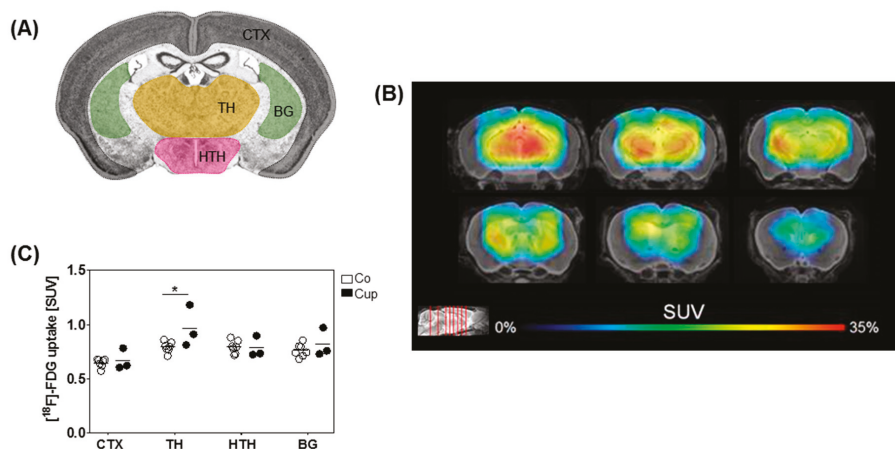 (A)
CTX
TH
BG
HTH
(B)
SUV
0%
35%
(C)
[¹⁸F]-FDG uptake [SUV]
1.5
1.0
0.5
0.0
*
Co
Cup
CTX TH HTH BG